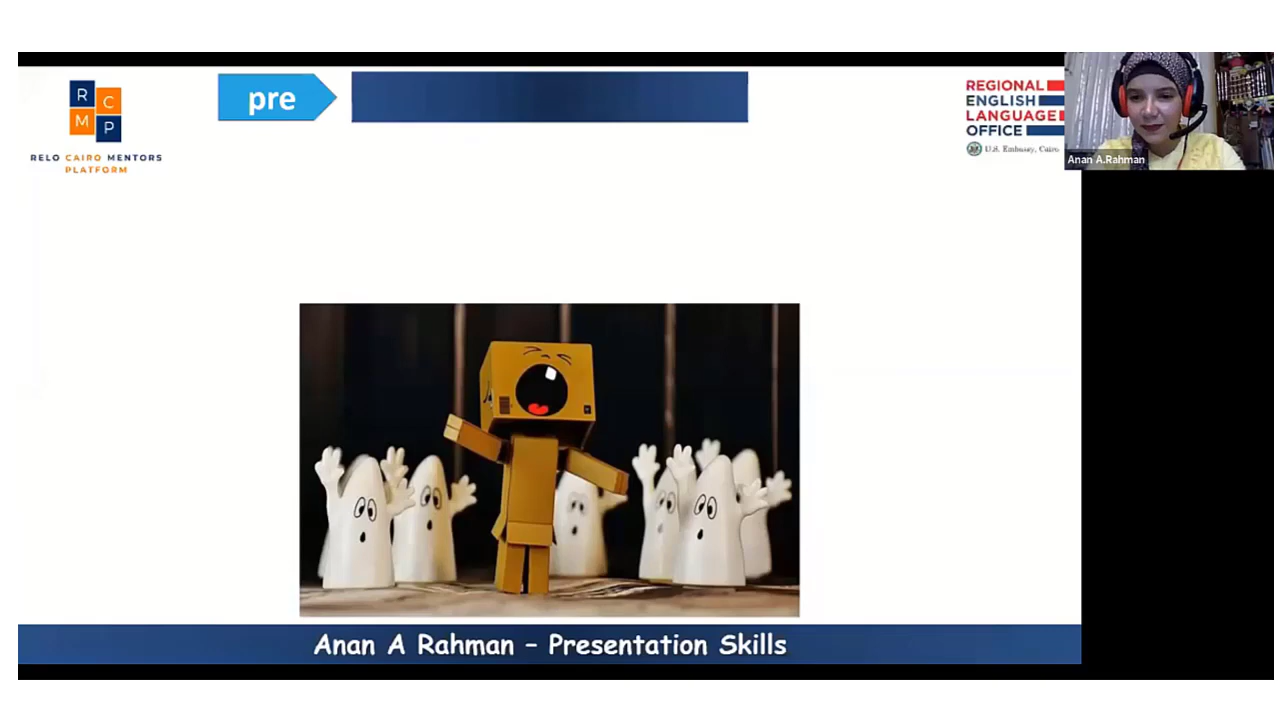 R
C
M
P
RELO CAIRO MENTORS
PLATFORM
pre
REGIONAL
ENGLISH
LANGUAGE
OFFICE
U.S. Embassy, Cairo
Anan A.Rahman
Anan A Rahman – Presentation Skills